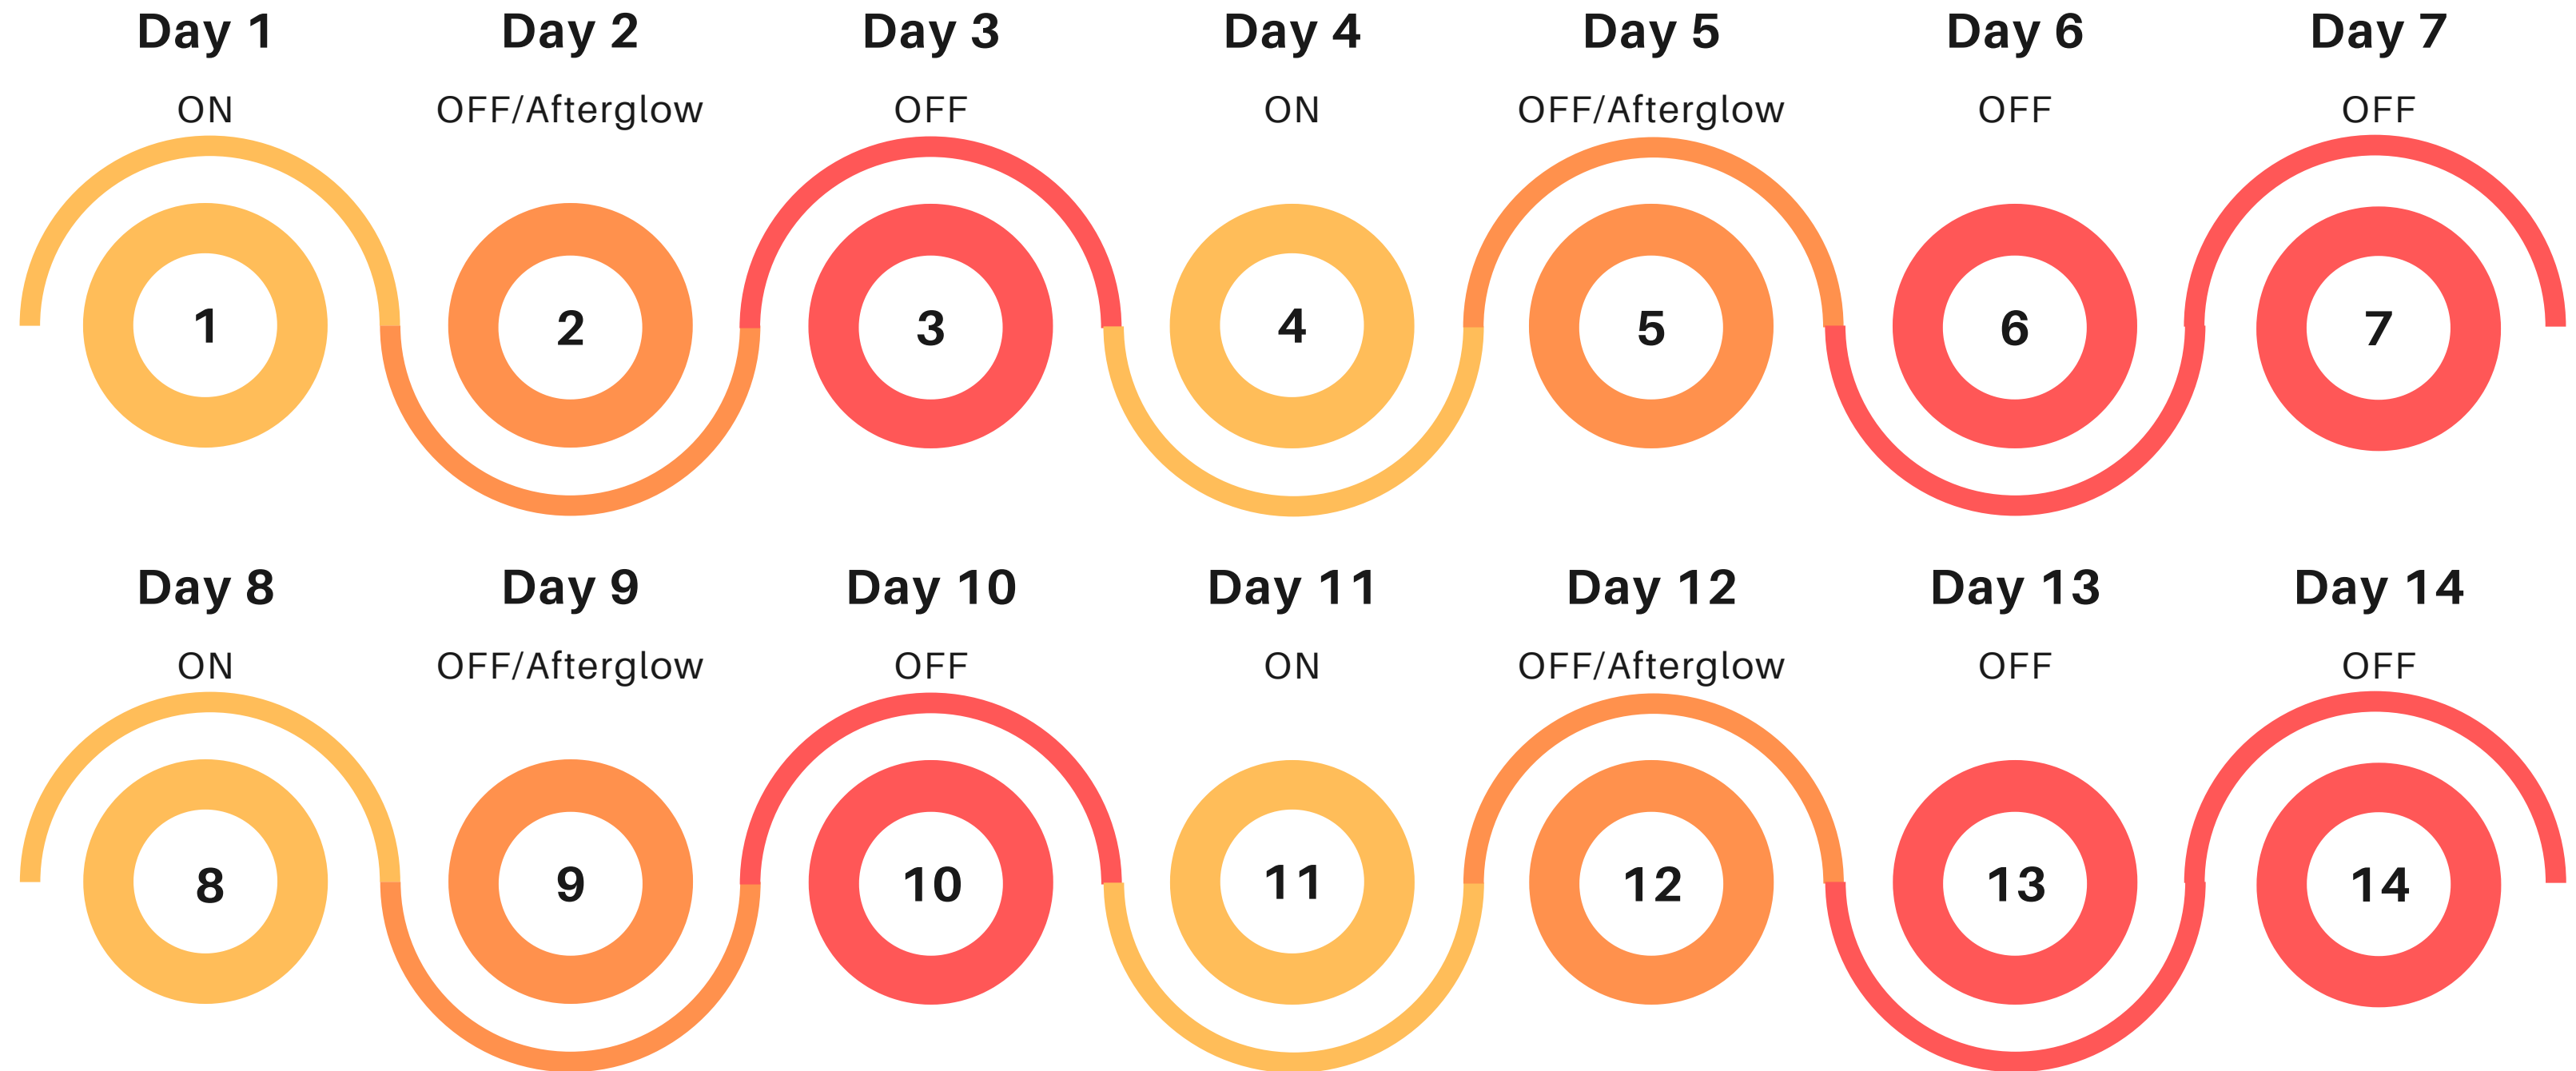 Day 1 Day 2 Day 3 Day 4 Day 5 Day 6 Day 7
ON OFF/Afterglow OFF ON OFF/Afterglow OFF OFF
1 2 3 4 5 6 7
Day 8 Day 9 Day 10 Day 11 Day 12 Day 13 Day 14
ON OFF/Afterglow OFF ON OFF/Afterglow OFF OFF
8 9 10 11 12 13 14